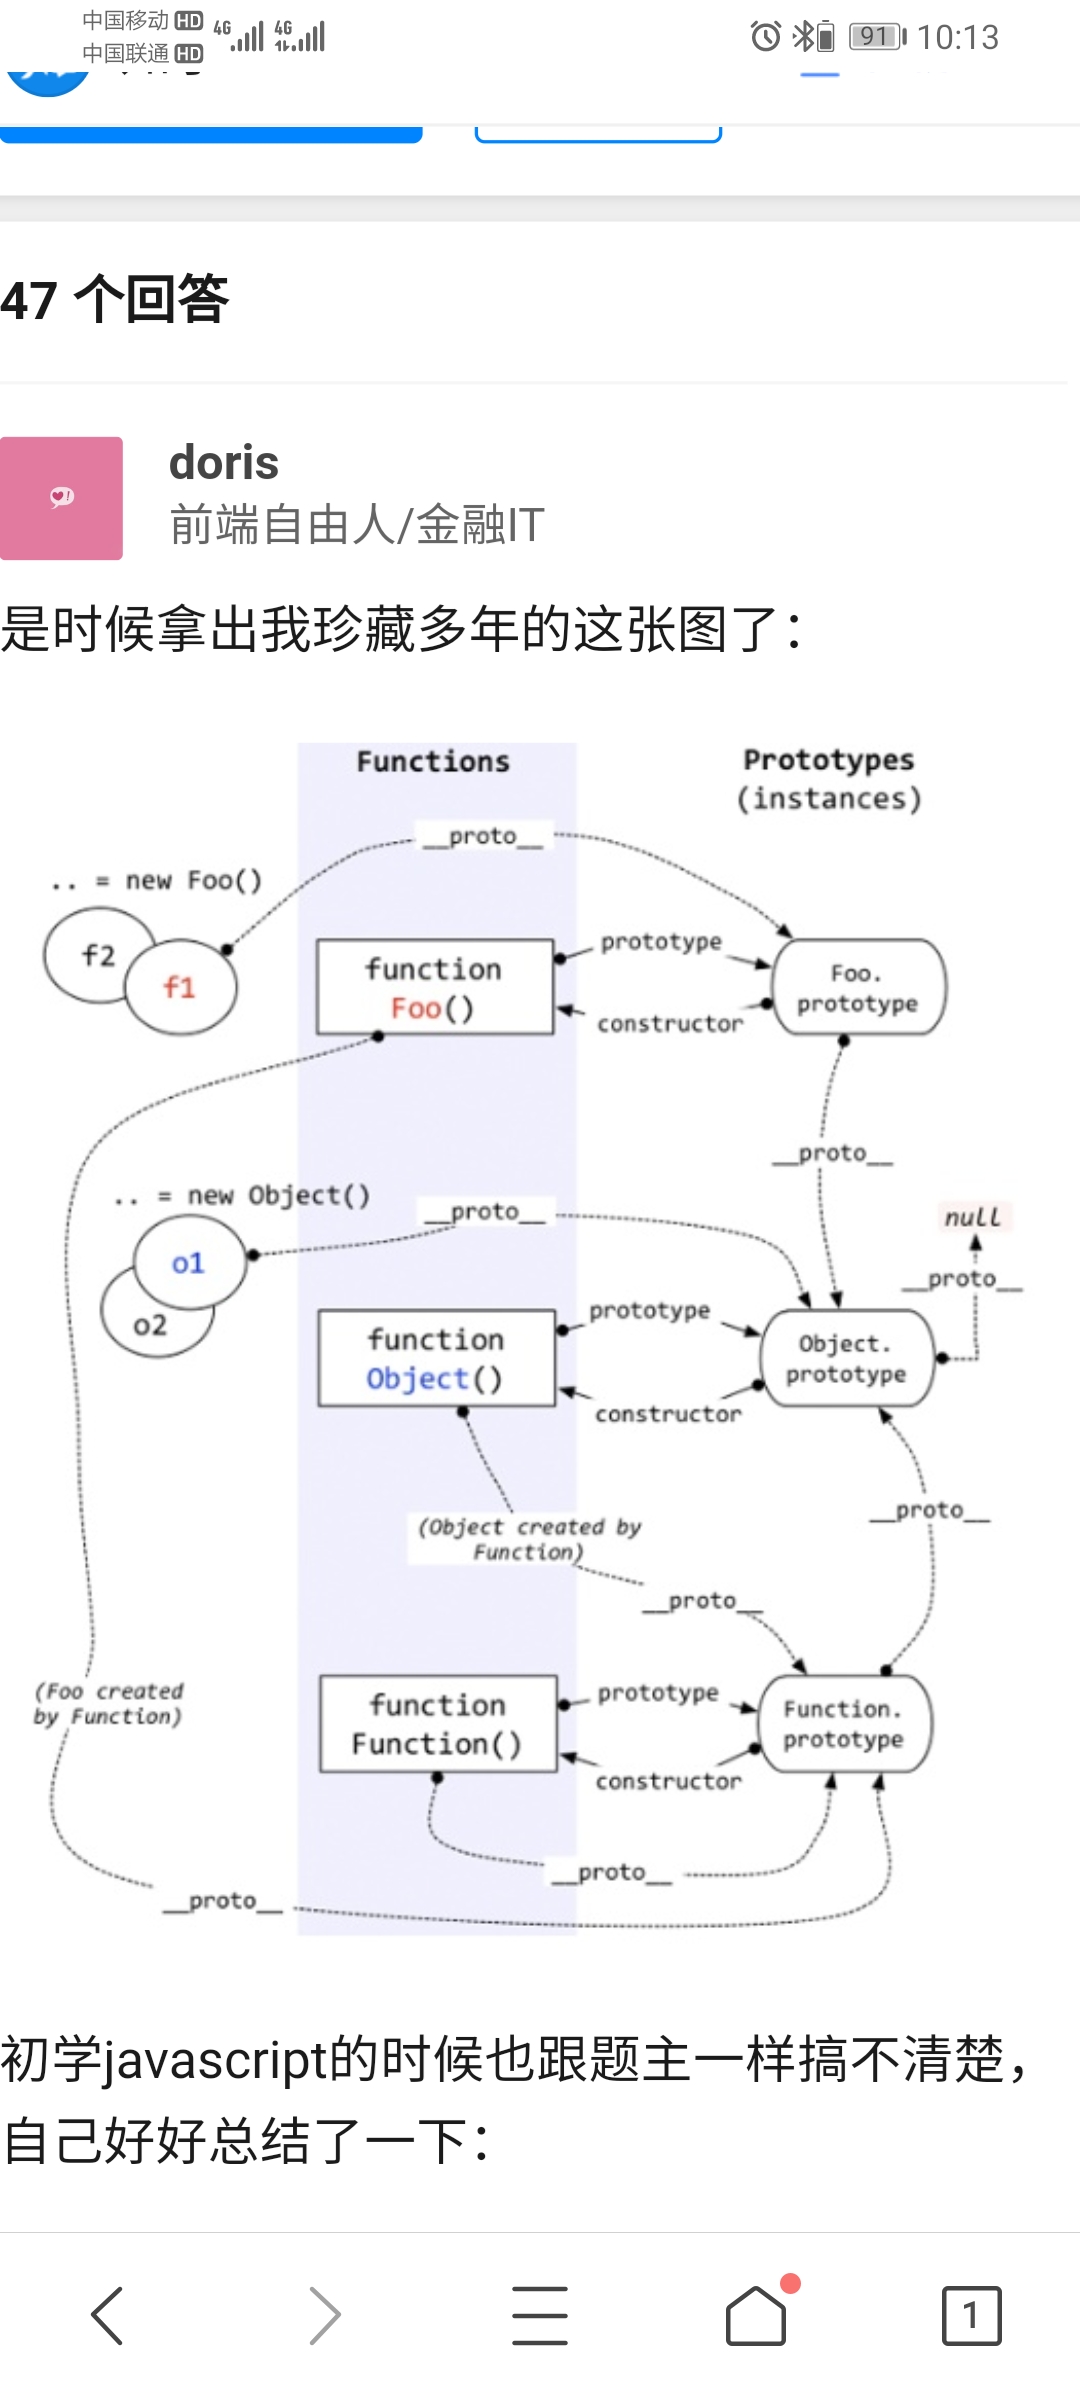 中国移动 HD 4G 4G 91 10:13
中国联通 HD
47 个回答
doris
前端自由人/金融IT
是时候拿出我珍藏多年的这张图了：
Functions
Prototypes
(instances)
__proto__
.. = new Foo()
f2
f1
function
Foo()
prototype
constructor
Foo.
prototype
__proto__
.. = new Object()
__proto__
null
__proto__
o1
o2
function
Object()
prototype
constructor
Object.
prototype
__proto__
(Object created by
Function)
__proto__
(Foo created
by Function)
function
Function()
prototype
constructor
Function.
prototype
__proto__
__proto__
初学javascript的时候也跟题主一样搞不清楚，
自己好好总结了一下：
1